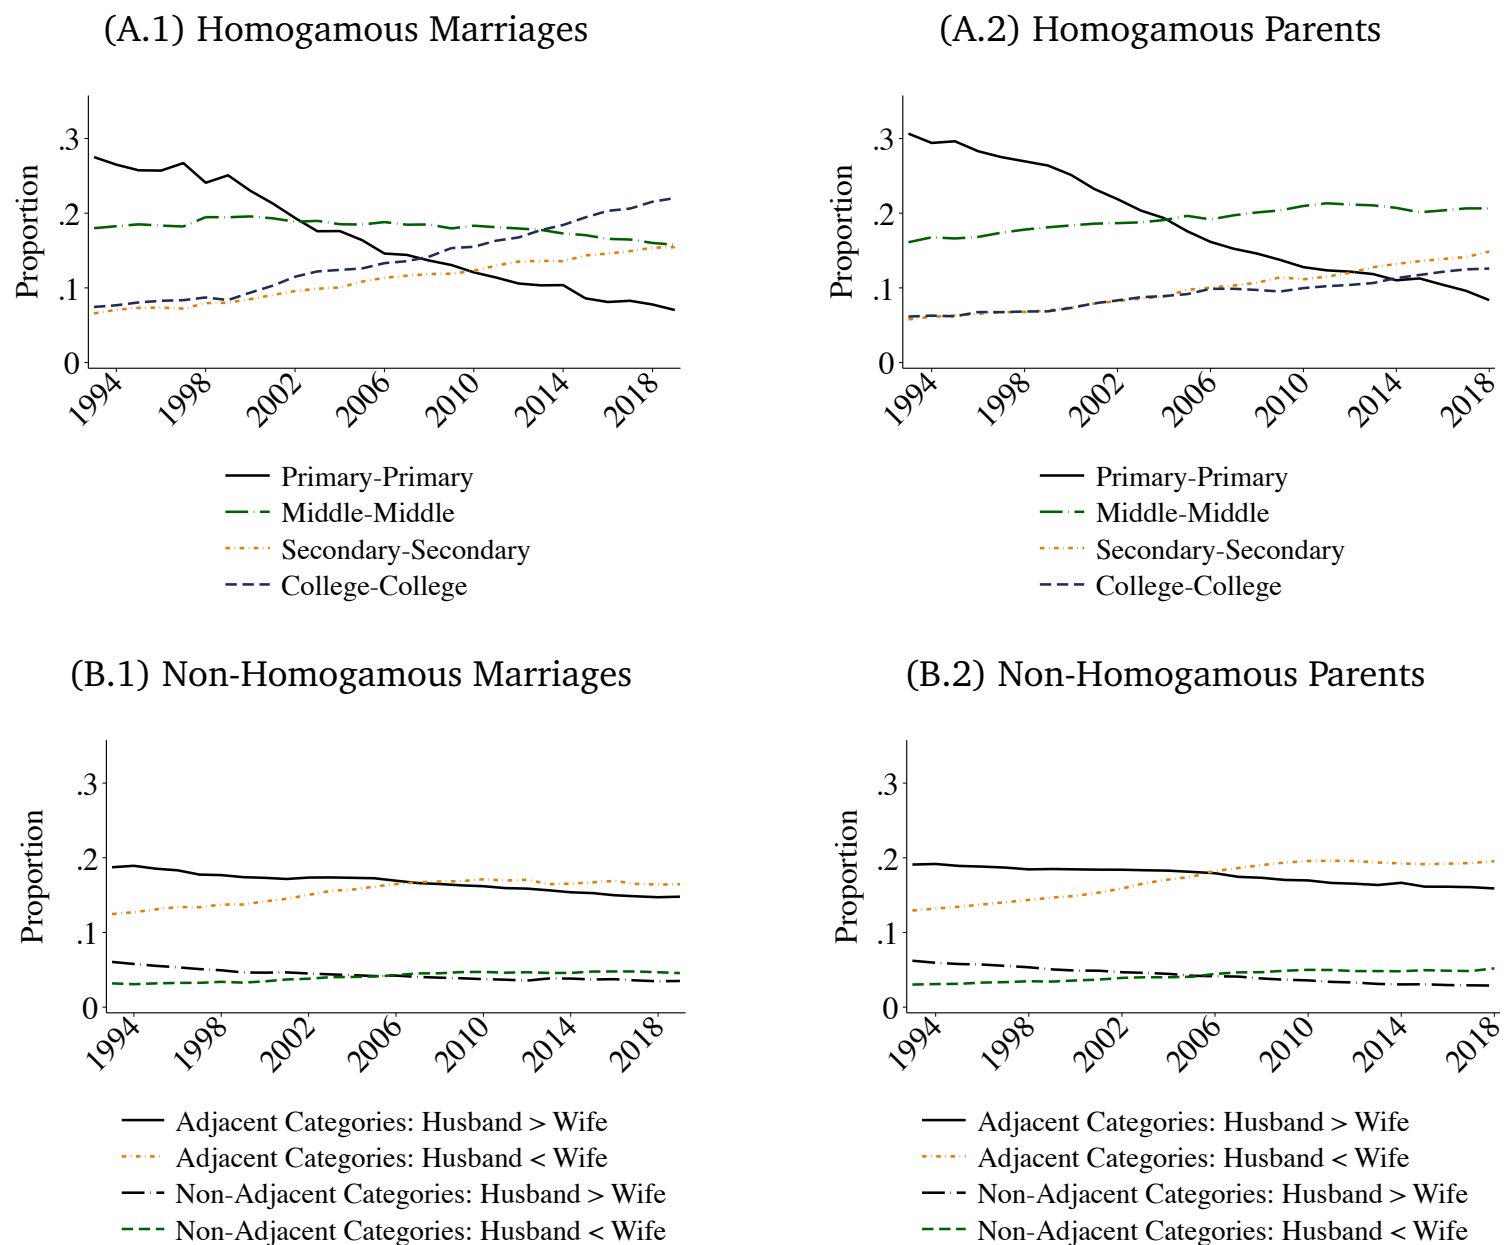 (A.1) Homogamous Marriages
Proportion
.3
.2
.1
0
1994 1998 2002 2006 2010 2014 2018
Primary-Primary
Middle-Middle
Secondary-Secondary
College-College
(A.2) Homogamous Parents
Proportion
.3
.2
.1
0
1994 1998 2002 2006 2010 2014 2018
Primary-Primary
Middle-Middle
Secondary-Secondary
College-College
(B.1) Non-Homogamous Marriages
Proportion
.3
.2
.1
0
1994 1998 2002 2006 2010 2014 2018
Adjacent Categories: Husband > Wife
Adjacent Categories: Husband < Wife
Non-Adjacent Categories: Husband > Wife
Non-Adjacent Categories: Husband < Wife
(B.2) Non-Homogamous Parents
Proportion
.3
.2
.1
0
1994 1998 2002 2006 2010 2014 2018
Adjacent Categories: Husband > Wife
Adjacent Categories: Husband < Wife
Non-Adjacent Categories: Husband > Wife
Non-Adjacent Categories: Husband < Wife